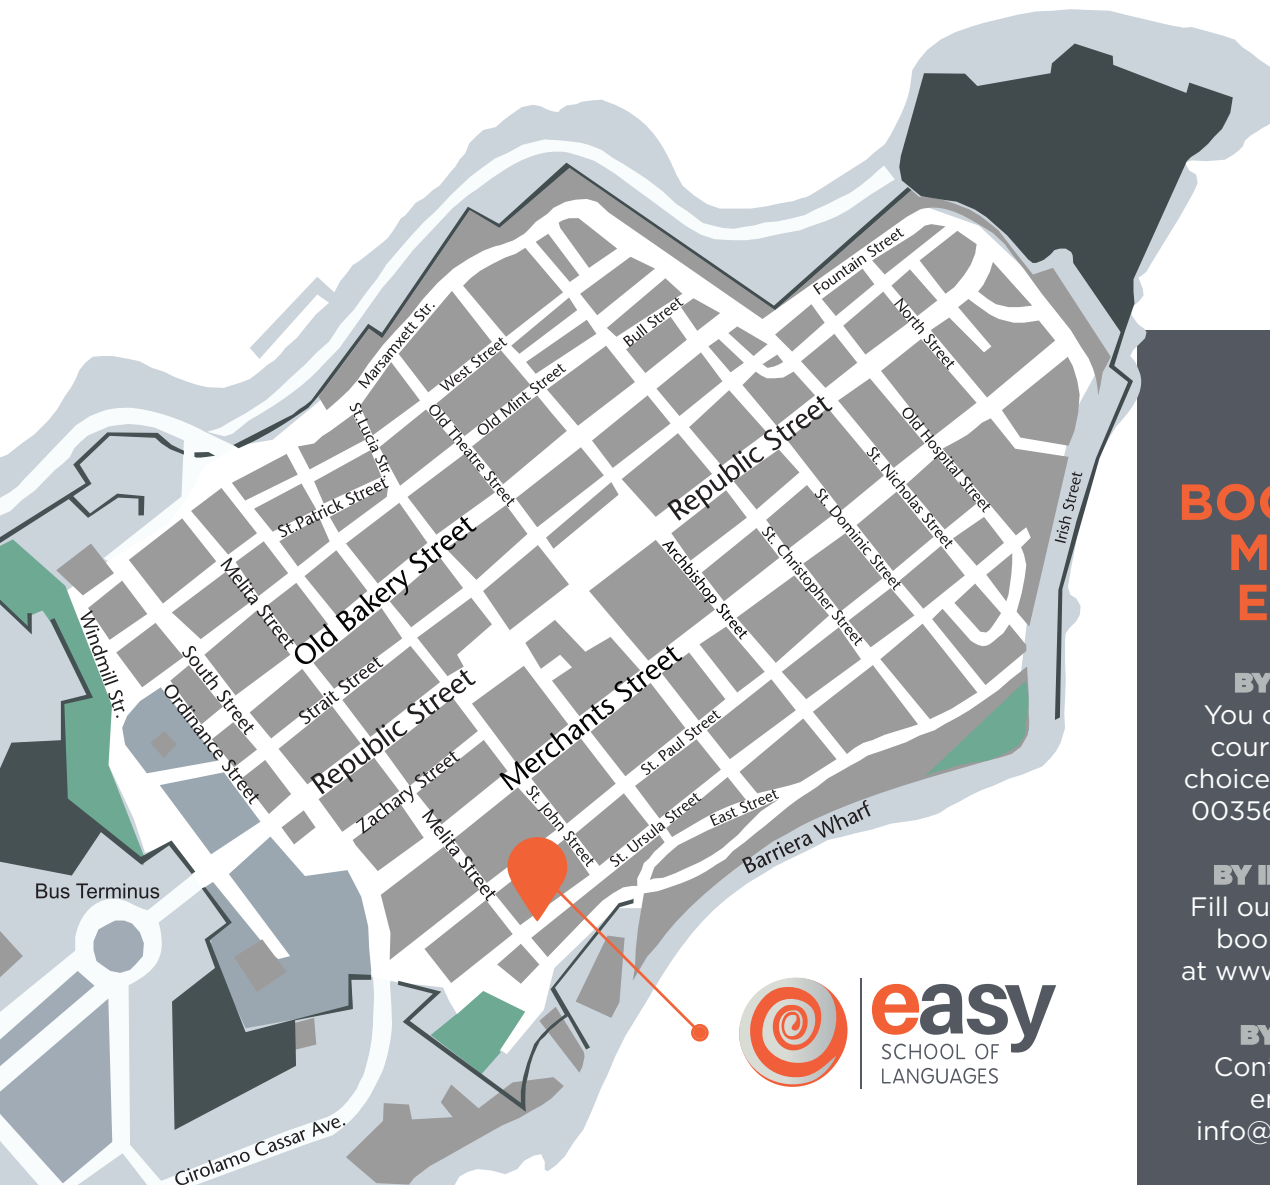 Fountain Street
North Street
Bull Street
Marsamxett Str.
West Street
Old Mint Street
St.Lucia Str.
Old Theatre Street
St.Patrick Street
Republic Street
Old Hospital Street
St. Nicholas Street
St. Dominic Street
St. Christopher Street
Archbishop Street
Irish Street
Old Bakery Street
Melita Street
Windmill Str.
South Street
Ordinance Street
Strait Street
Republic Street
Merchants Street
Zachary Street
St. Paul Street
St. John Street
Melita Street
St. Ursula Street
East Street
Barriera Wharf
Bus Terminus
Girolamo Cassar Ave.
easy
SCHOOL OF
LANGUAGES
BY
You
cour
choice
00356
BY
Fill ou
boo
at www
BY
info@